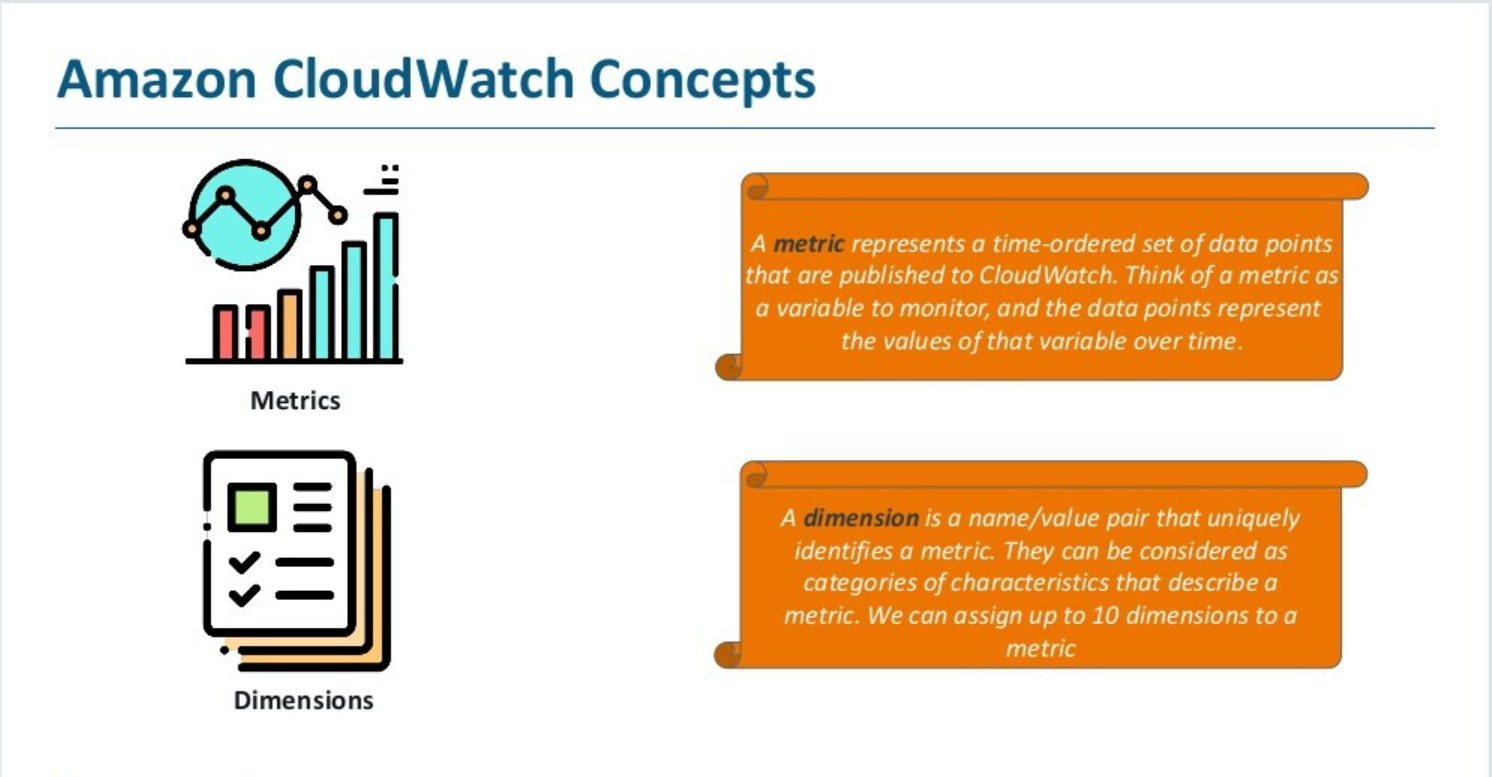 Amazon CloudWatch Concepts
A metric represents a time-ordered set of data points
that are published to CloudWatch. Think of a metric as
a variable to monitor, and the data points represent
the values of that variable over time.
Metrics
A dimension is a name/value pair that uniquely
identifies a metric. They can be considered as
categories of characteristics that describe a
metric. We can assign up to 10 dimensions to a
metric
Dimensions